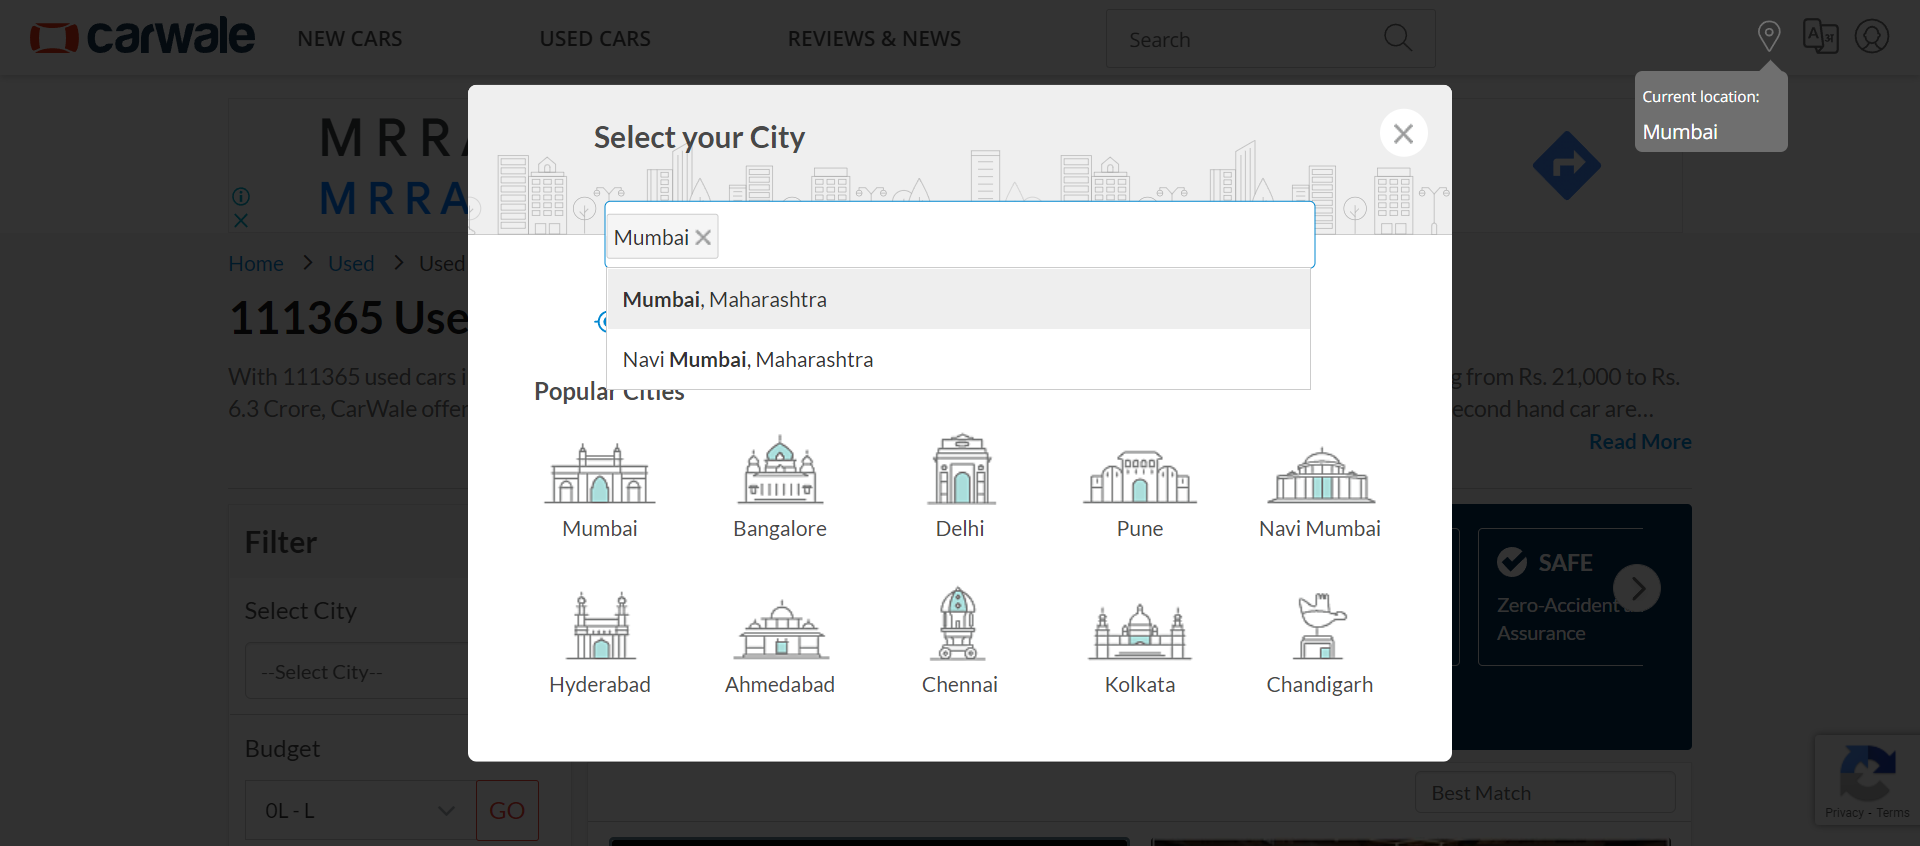 carwale
NEW CARS
USED CARS
REVIEWS & NEWS
Search
Current location:
Mumbai
MRRA
MRRA
Select your City
Mumbai
Mumbai, Maharashtra
Navi Mumbai, Maharashtra
Home
Used
Used
111365 Use
With 111365 used cars i
g from Rs. 21,000 to Rs.
6.3 Crore, CarWale offer
econd hand car are...
Read More
Popular Cities
Mumbai
Bangalore
Delhi
Pune
Navi Mumbai
Hyderabad
Ahmedabad
Chennai
Kolkata
Chandigarh
Filter
Select City
--Select City--
Budget
0L - L
GO
SAFE
Zero-Accident
Assurance
Best Match
Privacy - Terms